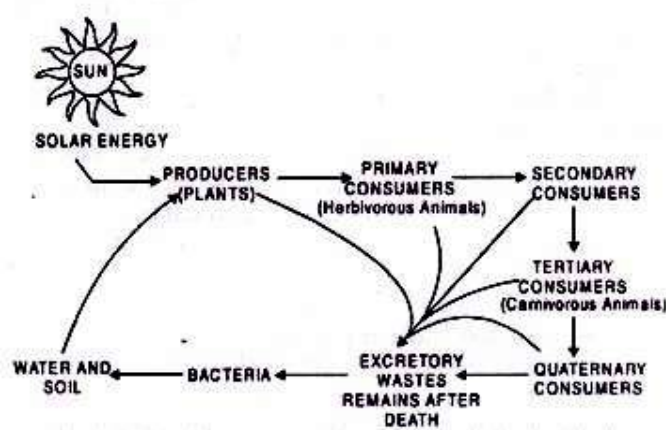 SUN
SOLAR ENERGY
PRODUCERS
(PLANTS)
PRIMARY
CONSUMERS
(Herbivorous Animals)
SECONDARY
CONSUMERS
TERTIARY
CONSUMERS
(Carnivorous Animals)
QUATERNARY
CONSUMERS
EXCRETORY
WASTES
REMAINS AFTER
DEATH
BACTERIA
WATER AND
SOIL